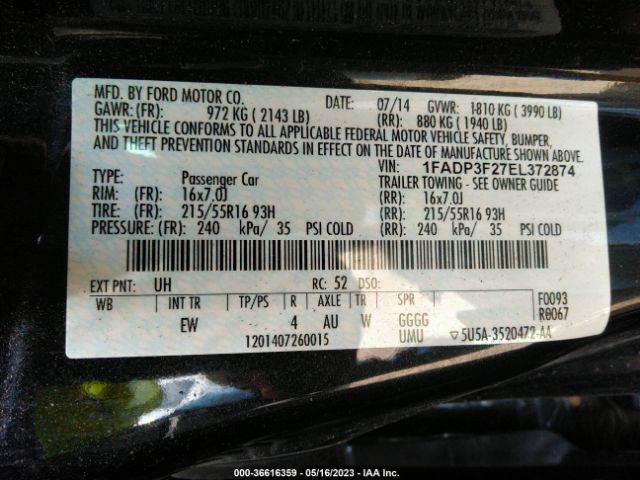 MFD. BY FORD MOTOR CO. DATE: 07/14 GVWR: 1810 KG ( 3990 LB)
GAWR: (FR): 972 KG ( 2143 LB) (RR): 880 KG ( 1940 LB)
THIS VEHICLE CONFORMS TO ALL APPLICABLE FEDERAL MOTOR VEHICLE SAFETY, BUMPER,
AND THEFT PREVENTION STANDARDS IN EFFECT ON THE DATE OF MANUFACTURE SHOWN ABOVE.
VIN: 1FADP3F27EL372874
TYPE: Passenger Car TRAILER TOWING - SEE OWNER GUIDE
RIM: (FR): 16x7.0J (RR): 16x7.0J
TIRE: (FR): 215/55R16 93H (RR): 215/55R16 93H
PRESSURE: (FR): 240 kPa/ 35 PSI COLD (RR): 240 kPa/ 35 PSI COLD
EXT PNT: UH RC: 52 DSO:
WB INT TR TP/PS R AXLE TR SPR F0093
R0067
EW 4 AU W GGGG
1201407260015 UMU ▽5U5A-3520472-AA
000-36616359 - 05/16/2023 - IAA Inc.